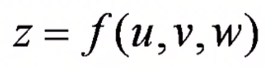 z = f(u,v,w)